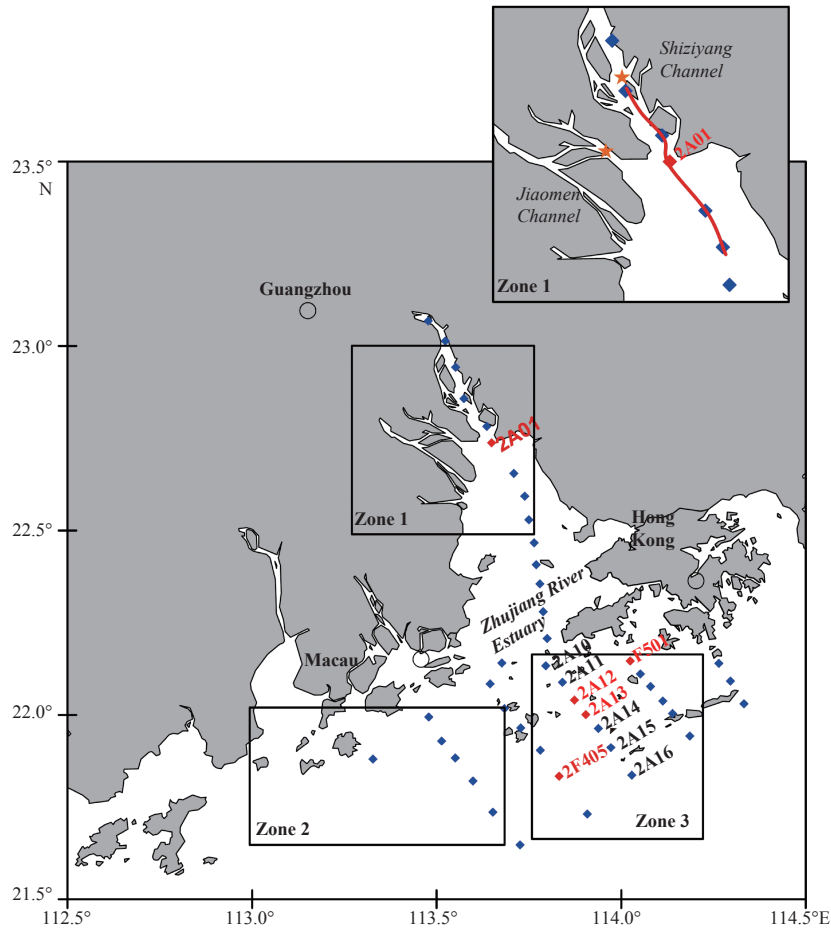 Shiziyang
Channel
2A01
Jiaomen
Channel
Zone 1
23.5°
N
Guangzhou
23.0°
2A01
Zone 1
Hong
Kong
22.5°
Zhujiang River
Estuary
Macau
2A10
F501
2A11
2A12
2A13
2A14
2A15
2F405
2A16
22.0°
Zone 2
Zone 3
21.5°
112.5°
113.0°
113.5°
114.0°
114.5°E